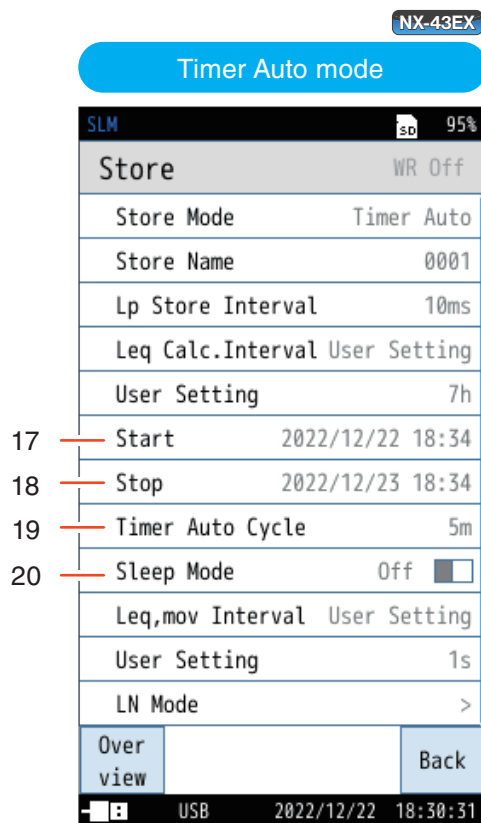 NX-43EX
Timer Auto mode
SLM SD 95%
Store WR Off
Store Mode Timer Auto
Store Name 0001
Lp Store Interval 10ms
Leq Calc.Interval User Setting
User Setting 7h
17 Start 2022/12/22 18:34
18 Stop 2022/12/23 18:34
19 Timer Auto Cycle 5m
20 Sleep Mode Off
Leq,mov Interval User Setting
User Setting 1s
LN Mode >
Over
view
Back
USB 2022/12/22 18:30:31